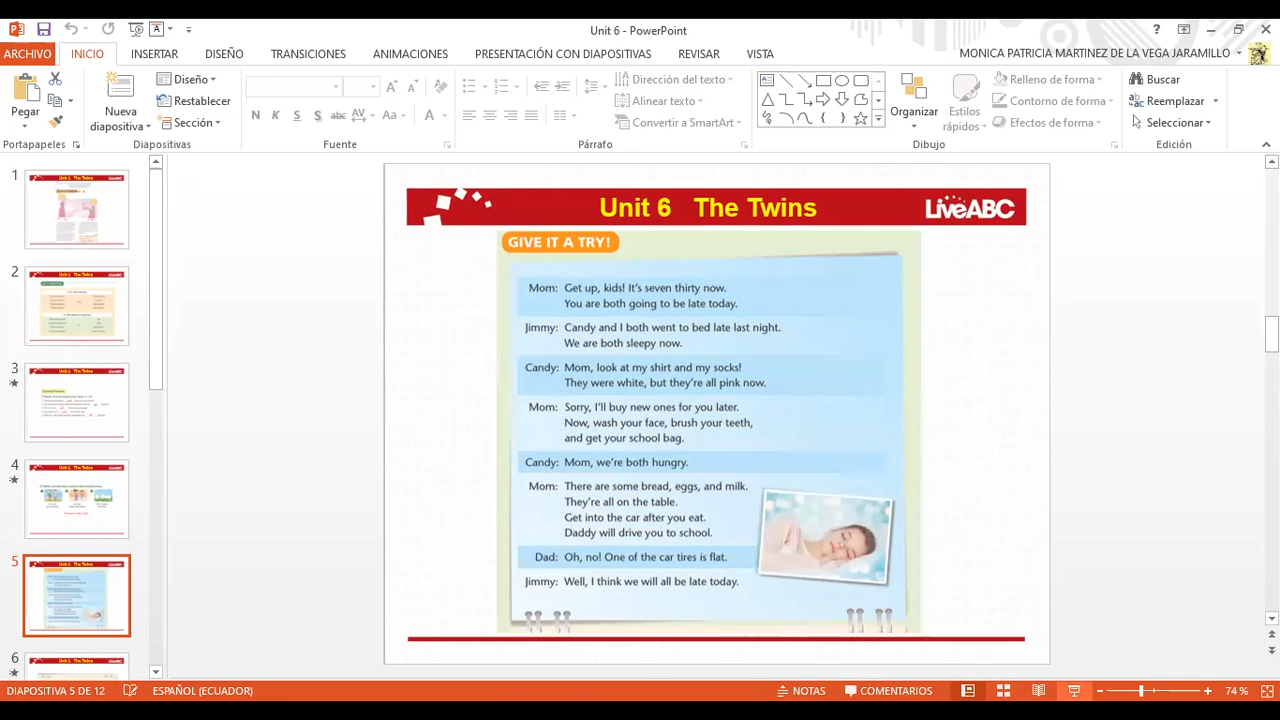 Unit 6 - PowerPoint
ARCHIVO INICIO INSERTAR DISEÑO TRANSICIONES ANIMACIONES PRESENTACIÓN CON DIAPOSITIVAS REVISAR VISTA MONICA PATRICIA MARTINEZ DE LA VEGA JARAMILLO
Pegar
Nueva
diapositiva
Diseño
Restablecer
Sección
N K S S abc AV Aa A
Dirección del texto
Alinear texto
Convertir a SmartArt
Organizar
Estilos
rápidos
Relleno de forma
Contorno de forma
Efectos de forma
Buscar
Reemplazar
Seleccionar
Portapapeles Diapositivas Fuente Párrafo Dibujo Edición
1
2
3
4
5
6
Unit 6 The Twins
LiveABC
GIVE IT A TRY!
Mom: Get up, kids! It's seven thirty now.
You are both going to be late today.
Jimmy: Candy and I both went to bed late last night.
We are both sleepy now.
Candy: Mom, look at my shirt and my socks!
They were white, but they're all pink now.
Mom: Sorry, I'll buy new ones for you later.
Now, wash your face, brush your teeth,
and get your school bag.
Candy: Mom, we're both hungry.
Mom: There are some bread, eggs, and milk.
They're all on the table.
Get into the car after you eat.
Daddy will drive you to school.
Dad: Oh, no! One of the car tires is flat.
Jimmy: Well, I think we will all be late today.
DIAPOSITIVA 5 DE 12 ESPAÑOL (ECUADOR) NOTAS COMENTARIOS 74 %